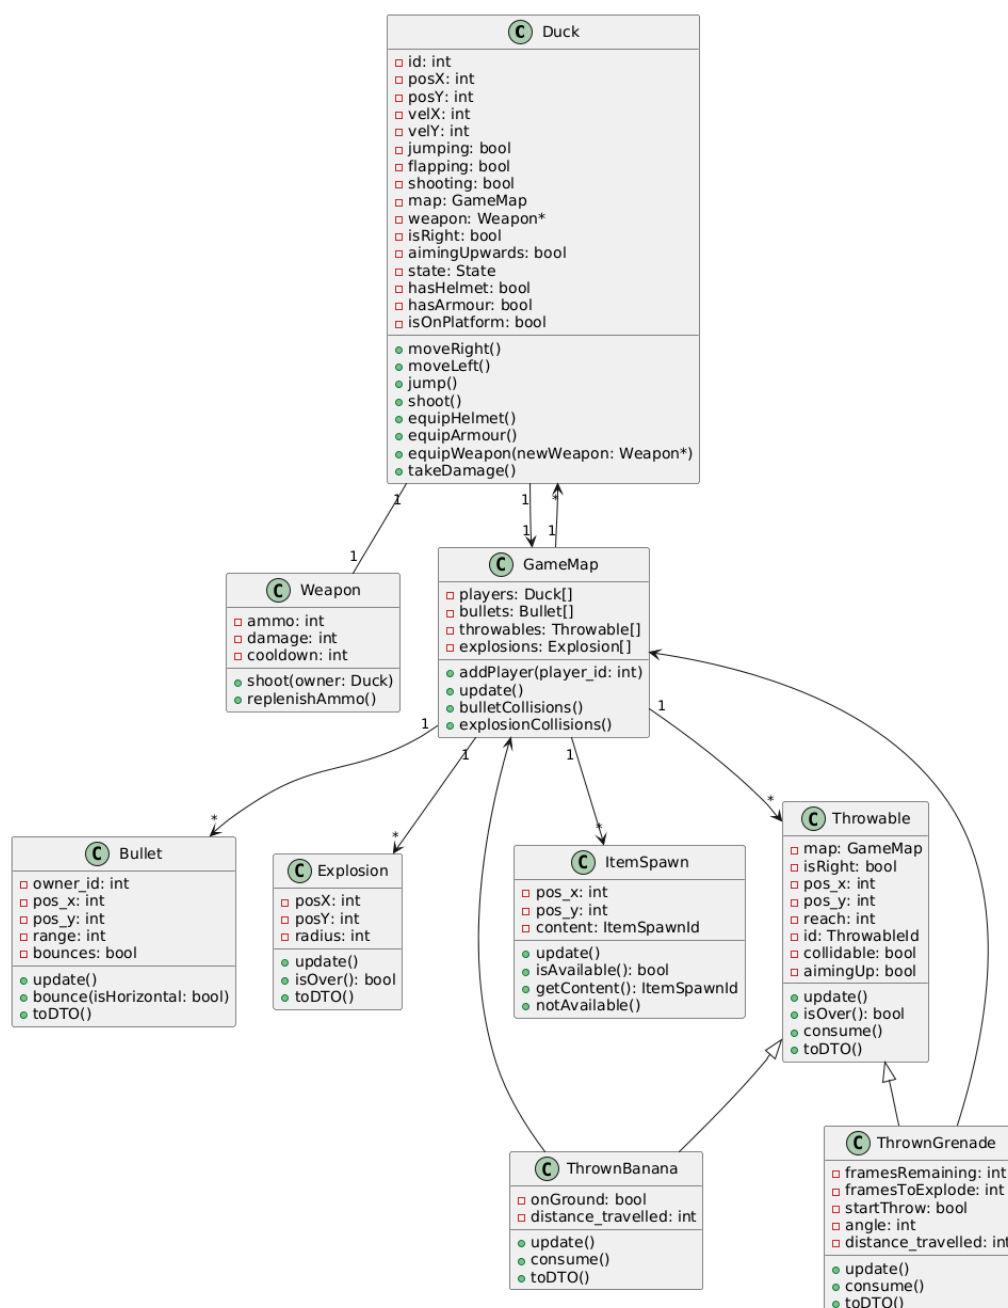 C Duck
id: int
posX: int
posY: int
velX: int
velY: int
jumping: bool
flapping: bool
shooting: bool
map: GameMap
weapon: Weapon*
isRight: bool
aimingUpwards: bool
state: State
hasHelmet: bool
hasArmour: bool
isOnPlatform: bool
moveRight()
moveLeft()
jump()
shoot()
equipHelmet()
equipArmour()
equipWeapon(newWeapon: Weapon*)
takeDamage()
1
1
*
1
1
1
C Weapon
ammo: int
damage: int
cooldown: int
shoot(owner: Duck)
replenishAmmo()
C GameMap
players: Duck[]
bullets: Bullet[]
throwables: Throwable[]
explosions: Explosion[]
addPlayer(player_id: int)
update()
bulletCollisions()
explosionCollisions()
1
1
1
1
*
*
*
*
C Bullet
owner_id: int
pos_x: int
pos_y: int
range: int
bounces: bool
update()
bounce(isHorizontal: bool)
toDTO()
C Explosion
posX: int
posY: int
radius: int
update()
isOver(): bool
toDTO()
C ItemSpawn
pos_x: int
pos_y: int
content: ItemSpawnId
update()
isAvailable(): bool
getContent(): ItemSpawnId
notAvailable()
C Throwable
map: GameMap
isRight: bool
pos_x: int
pos_y: int
reach: int
id: ThrowableId
collidable: bool
aimingUp: bool
update()
isOver(): bool
consume()
toDTO()
C ThrownBanana
onGround: bool
distance_travelled: int
update()
consume()
toDTO()
C ThrownGrenade
framesRemaining: int
framesToExplode: int
startThrow: bool
angle: int
distance_travelled: int
update()
consume()
toDTO()